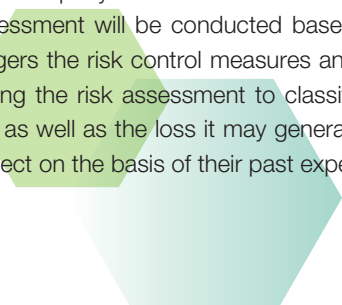 essment will be conducted base
gers the risk control measures an
ng the risk assessment to classi
as well as the loss it may genera
ect on the basis of their past expe